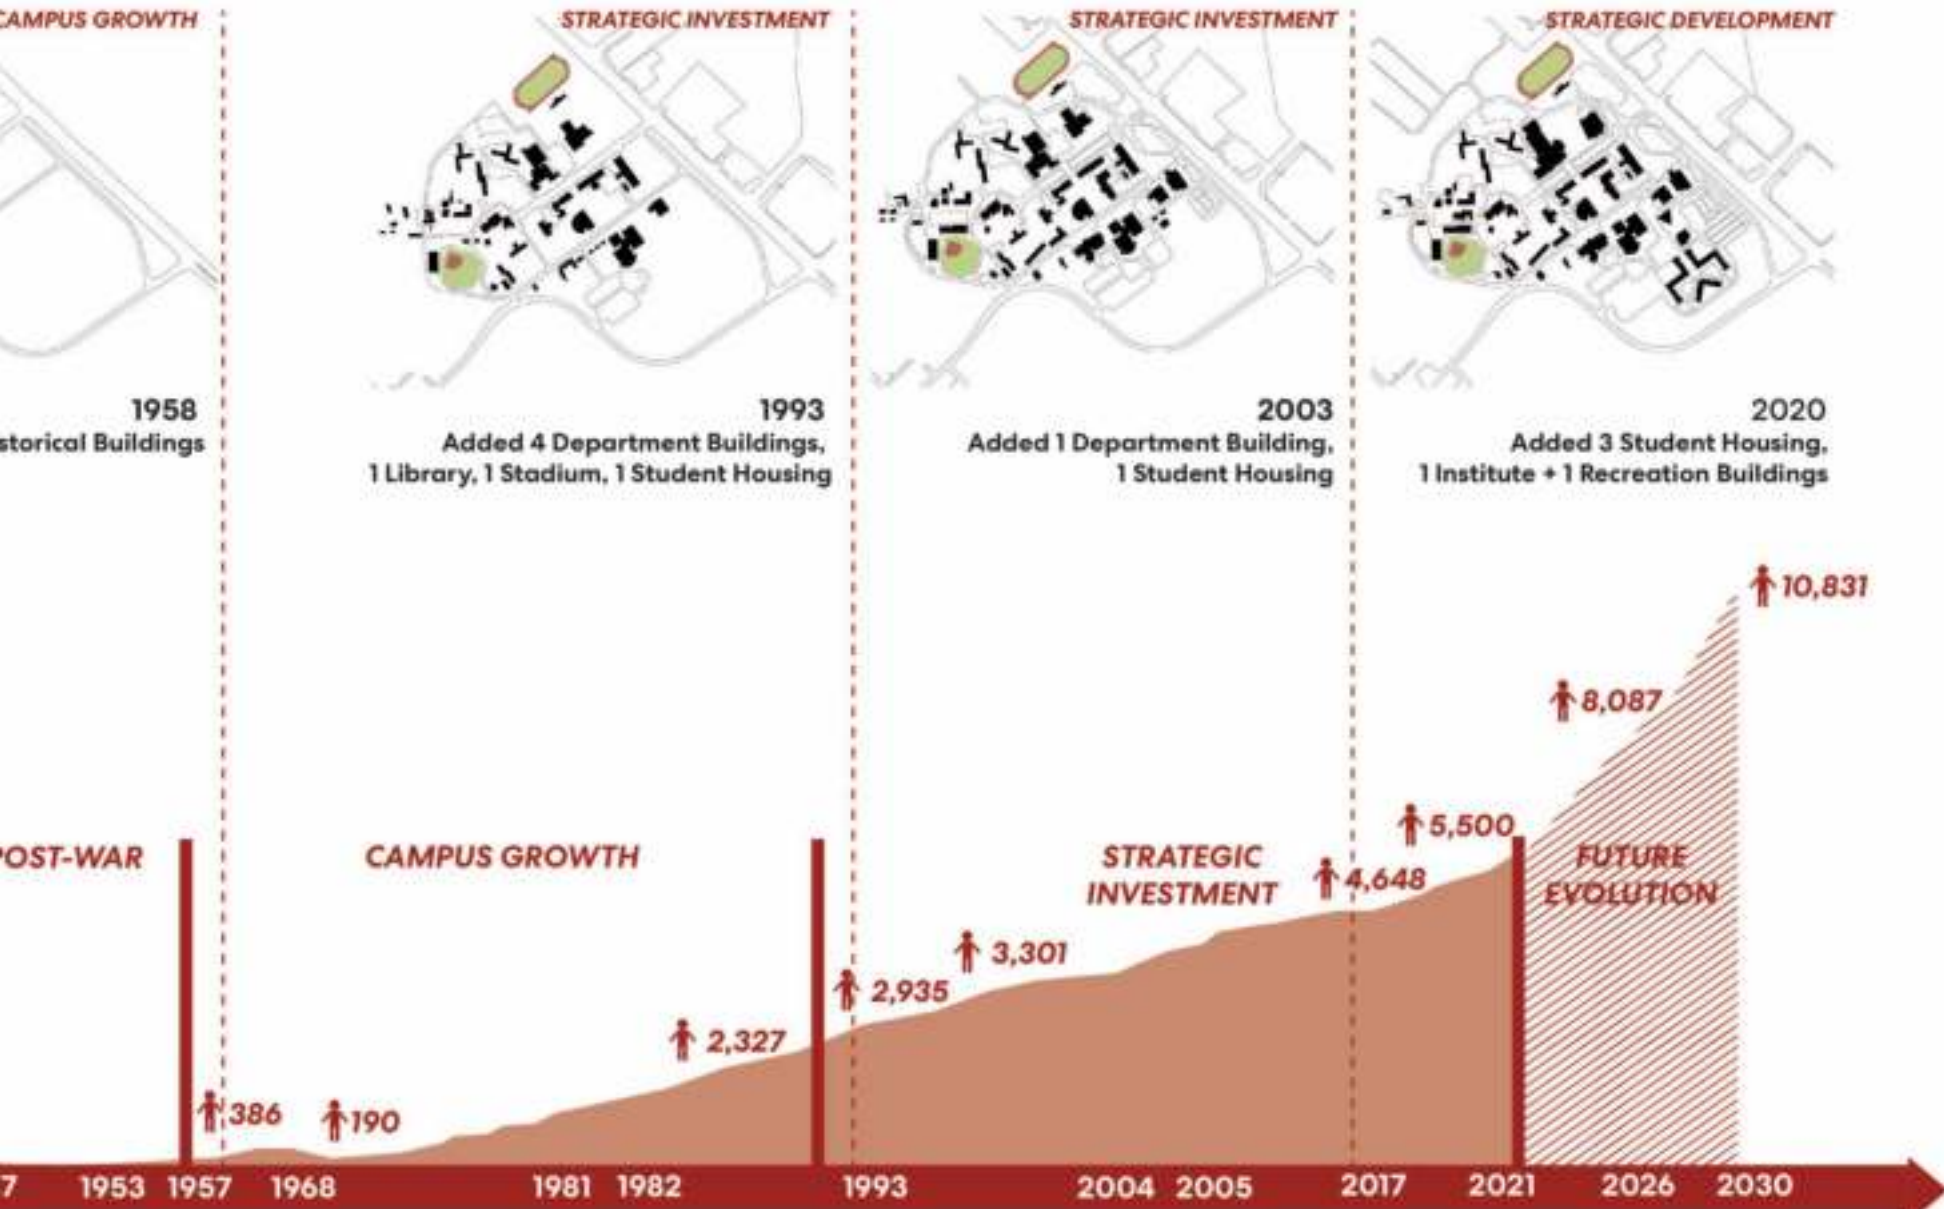 CAMPUS GROWTH
STRATEGIC INVESTMENT
STRATEGIC INVESTMENT
STRATEGIC DEVELOPMENT
1958
storical Buildings
1993
Added 4 Department Buildings,
1 Library, 1 Stadium, 1 Student Housing
2003
Added 1 Department Building,
1 Student Housing
2020
Added 3 Student Housing,
1 Institute + 1 Recreation Buildings
10,831
8,087
5,500
POST-WAR
CAMPUS GROWTH
STRATEGIC
INVESTMENT
4,648
FUTURE
EVOLUTION
3,301
2,935
2,327
386
190
7 1953 1957 1968 1981 1982 1993 2004 2005 2017 2021 2026 2030